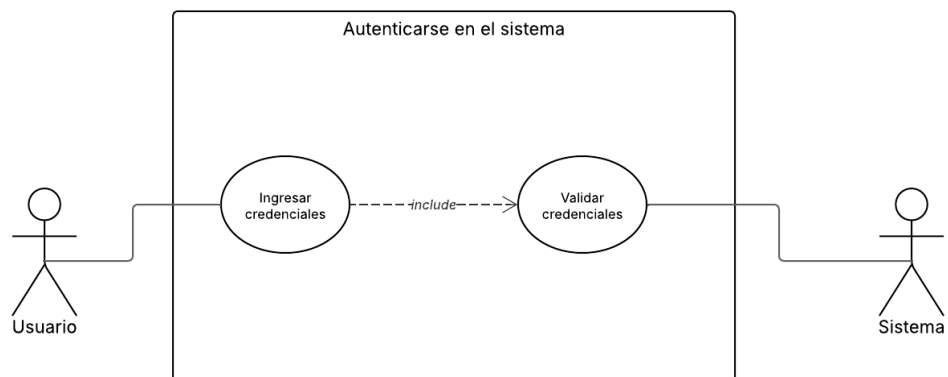 Autenticarse en el sistema
Ingresar
credenciales
include
Validar
credenciales
Usuario
Sistema